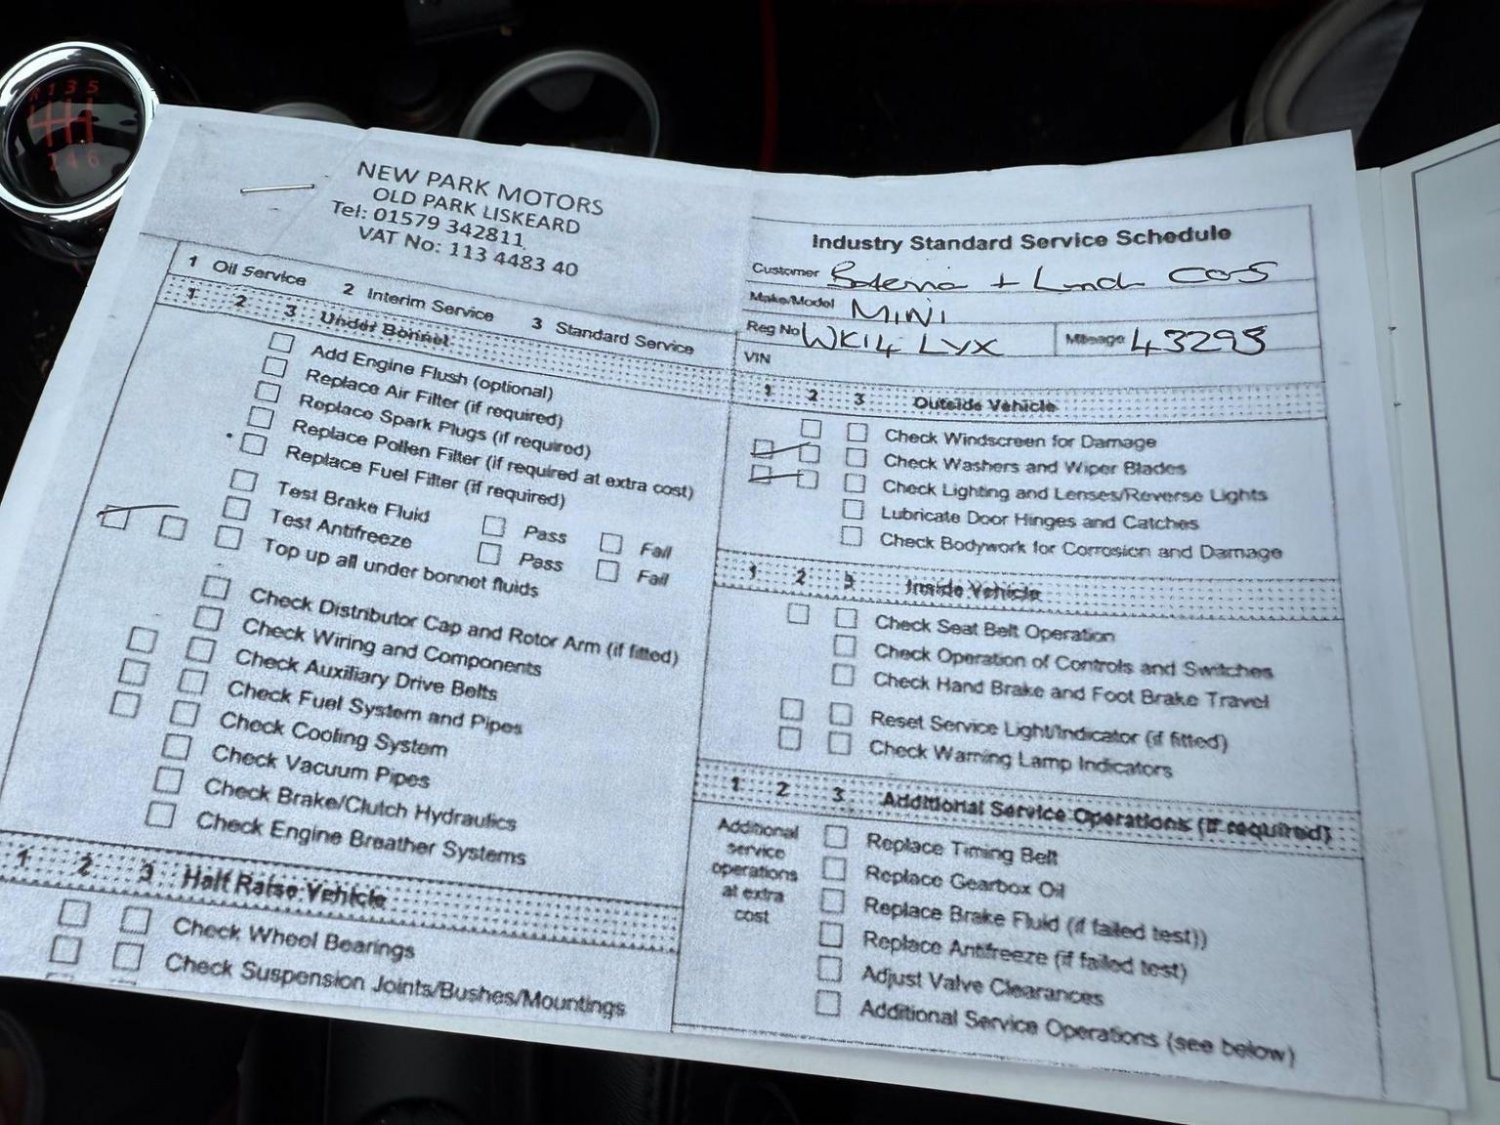 R 1 3 5
2 4 6
NEW PARK MOTORS
OLD PARK LISKEARD
Tel: 01579 342811
VAT No: 113 4483 40
1 Oil Service 2 Interim Service 3 Standard Service
1 2 3 Under Bonnet
Add Engine Flush (optional)
Replace Air Filter (if required)
Replace Spark Plugs (if required)
Replace Pollen Filter (if required at extra cost)
Replace Fuel Filter (if required)
Test Brake Fluid Pass Fail
Test Antifreeze Pass Fail
Top up all under bonnet fluids
Check Distributor Cap and Rotor Arm (if fitted)
Check Wiring and Components
Check Auxiliary Drive Belts
Check Fuel System and Pipes
Check Cooling System
Check Vacuum Pipes
Check Brake/Clutch Hydraulics
Check Engine Breather Systems
1 2 3 Half Raise Vehicle
Check Wheel Bearings
Check Suspension Joints/Bushes/Mountings
Industry Standard Service Schedule
Customer
Make/Model MINI
Reg No WK14 LYX Mileage 43298
VIN
1 2 3 Outside Vehicle
Check Windscreen for Damage
Check Washers and Wiper Blades
Check Lighting and Lenses/Reverse Lights
Lubricate Door Hinges and Catches
Check Bodywork for Corrosion and Damage
1 2 3 Inside Vehicle
Check Seat Belt Operation
Check Operation of Controls and Switches
Check Hand Brake and Foot Brake Travel
Reset Service Light/Indicator (if fitted)
Check Warning Lamp Indicators
1 2 3 Additional Service Operations (if required)
Additional
service
operations
at extra
cost
Replace Timing Belt
Replace Gearbox Oil
Replace Brake Fluid (if failed test))
Replace Antifreeze (if failed test)
Adjust Valve Clearances
Additional Service Operations (see below)